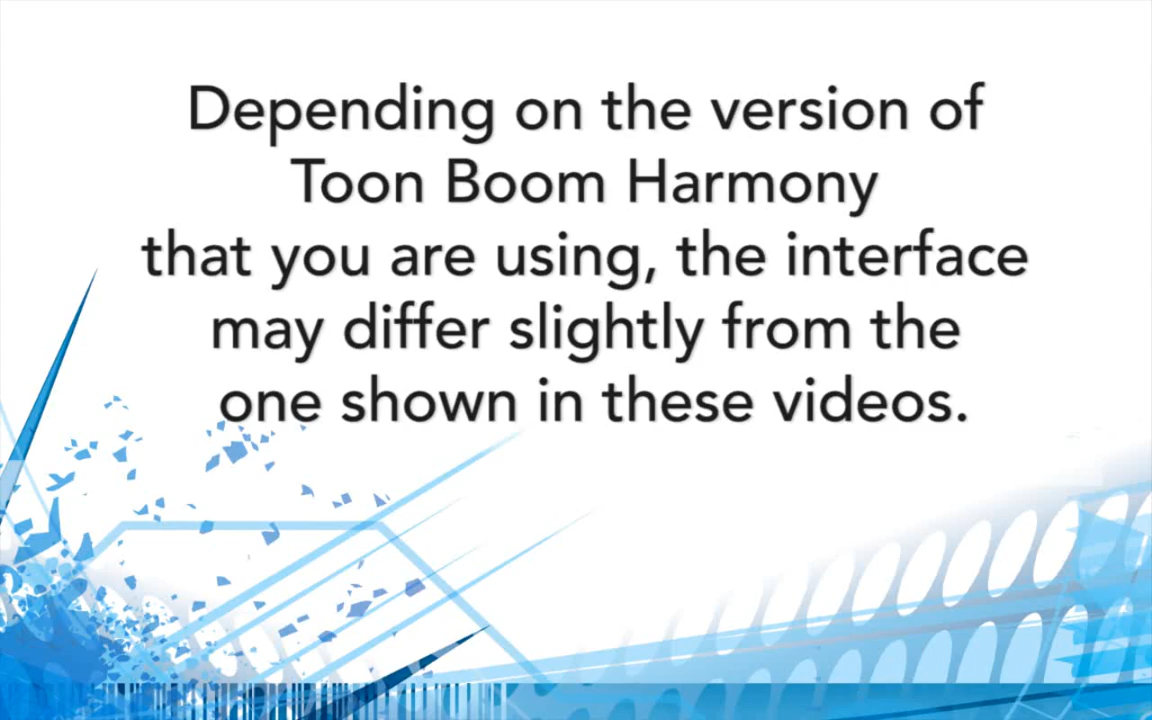 Depending on the version of
Toon Boom Harmony
that you are using, the interface
may differ slightly from the
one shown in these videos.